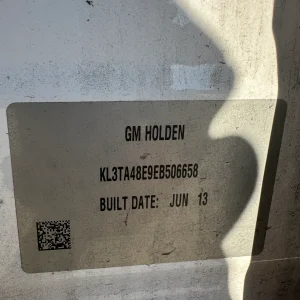 GM HOLDEN
KL3TA48E9EB506658
BUILT DATE: JUN 13